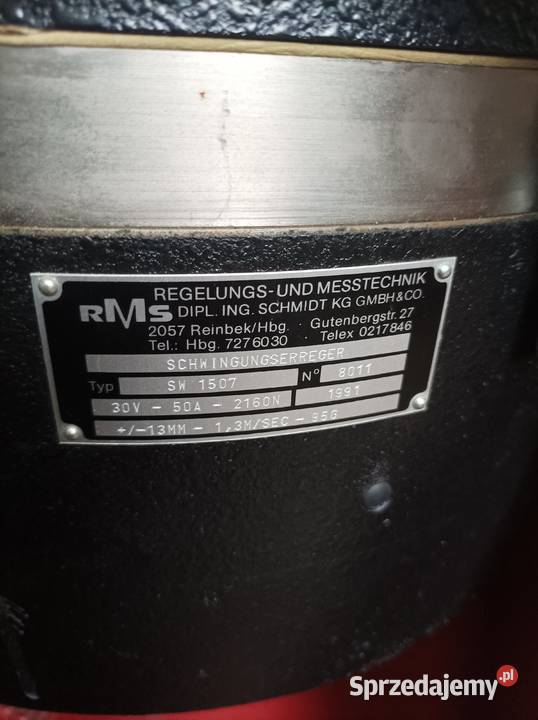 REGELUNGS-UND MESSTECHNIK
RMS DIPL. ING. SCHMIDT KG GMBH & CO.
2057 Reinbek/Hbg. Gutenbergstr. 27
Tel.: Hbg. 7276030 Telex 0217846
SCHWINGUNGSERREGER
Typ SW 1507 N° 8011
30V - 50A - 2160N 1991
+/-13MM - 1,3M/SEC - 95G
Sprzedajemy.pl